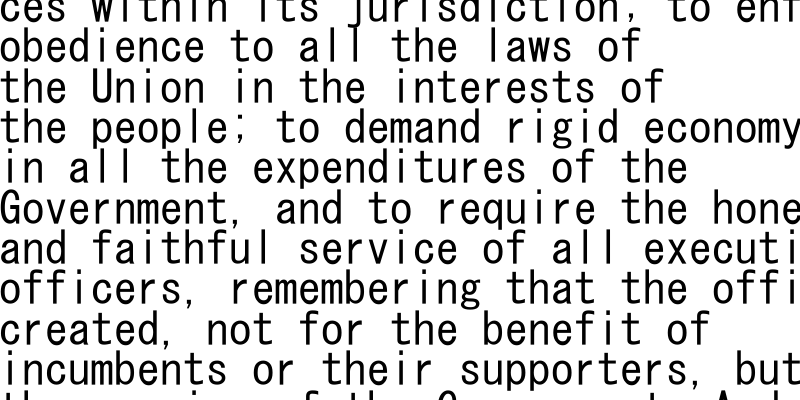 ces within its jurisdiction, to enf
obedience to all the laws of
the Union in the interests of
the people; to demand rigid economy
in all the expenditures of the
Government, and to require the hone
and faithful service of all executi
officers, remembering that the offi
created, not for the benefit of
incumbents or their supporters, but